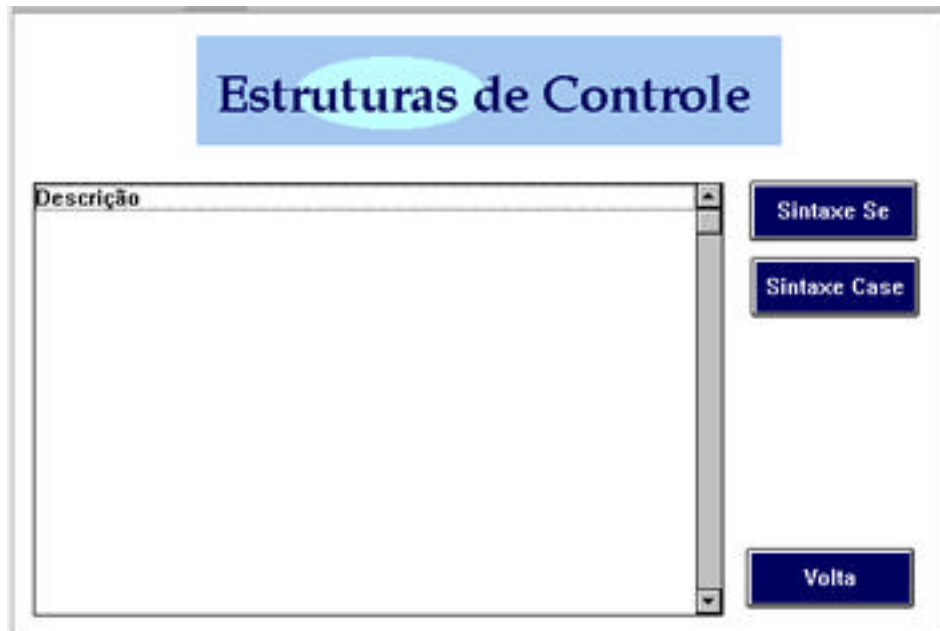 Estruturas de Controle
Descrição
Sintaxe Se
Sintaxe Case
Volta